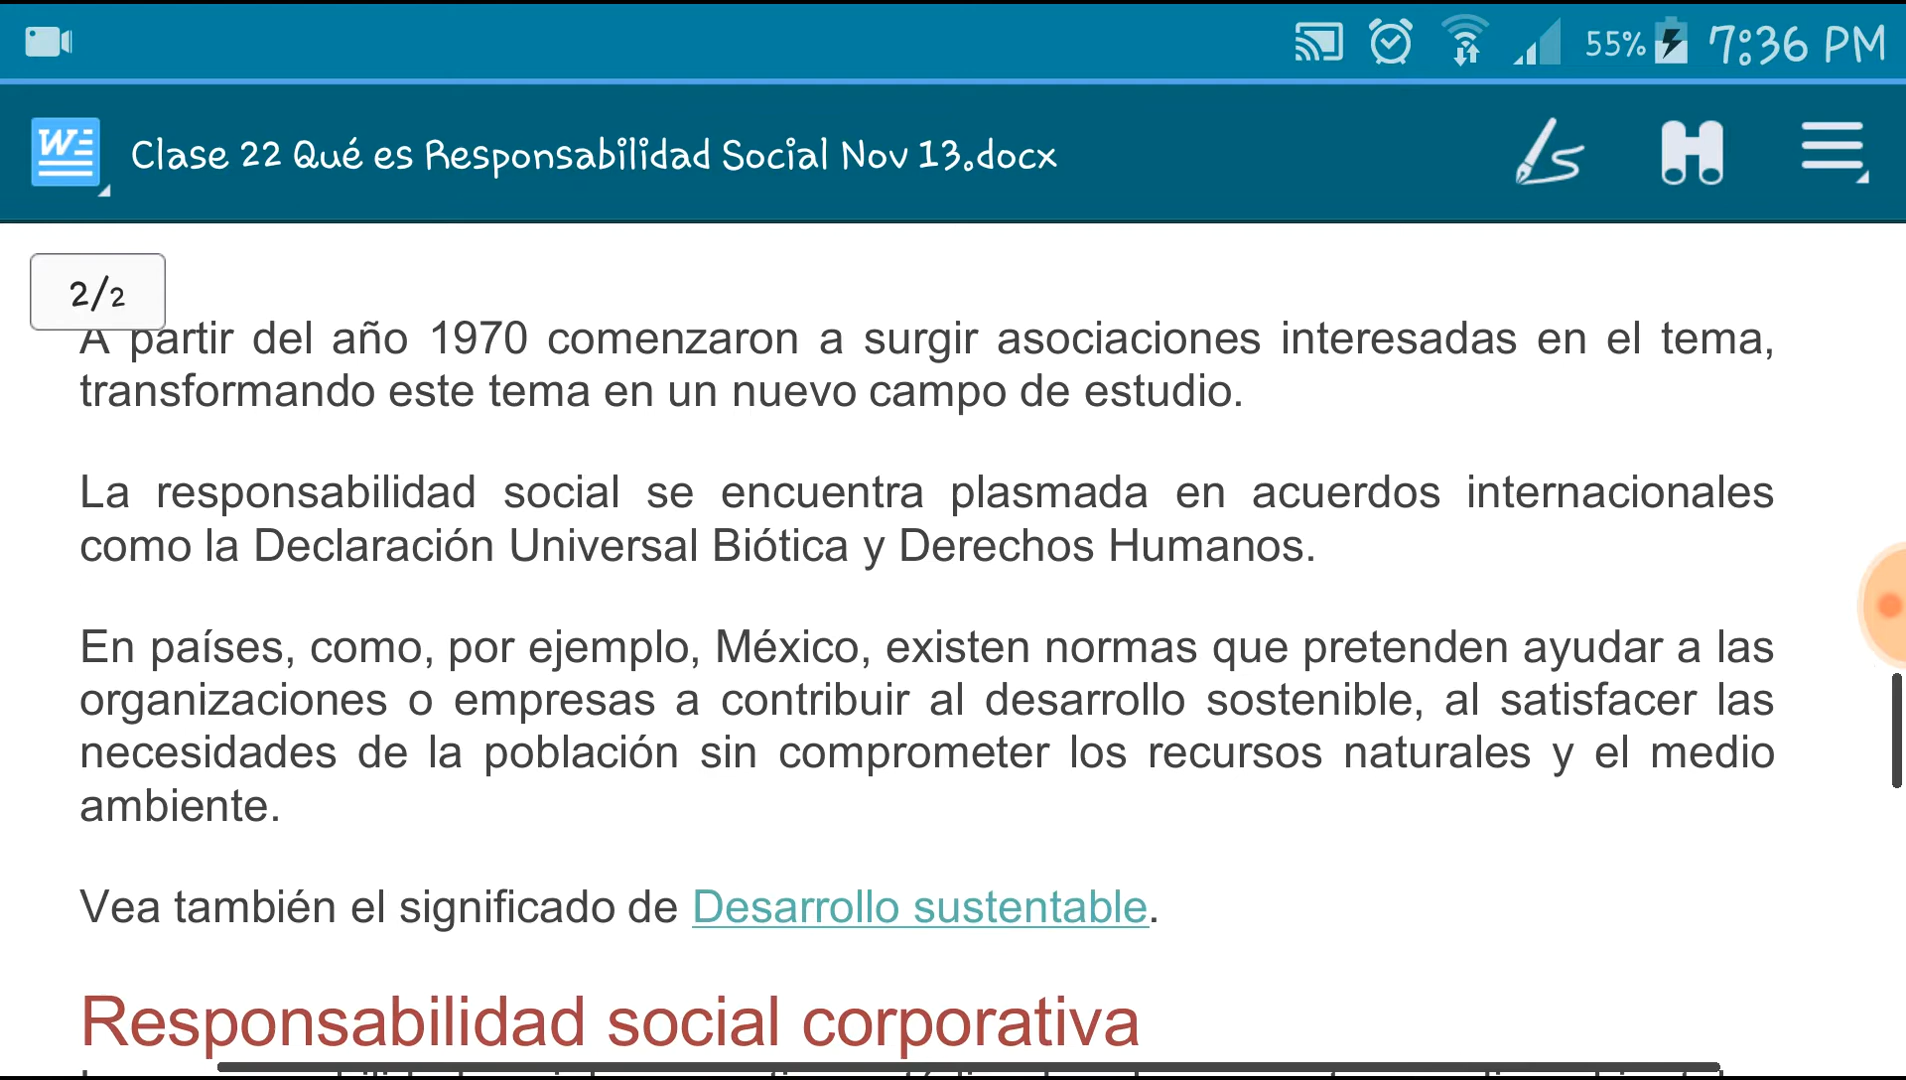 55% 7:36 PM
Clase 22 Qué es Responsabilidad Social Nov 13.docx
2/2
A partir del año 1970 comenzaron a surgir asociaciones interesadas en el tema,
transformando este tema en un nuevo campo de estudio.
La responsabilidad social se encuentra plasmada en acuerdos internacionales
como la Declaración Universal Biótica y Derechos Humanos.
En países, como, por ejemplo, México, existen normas que pretenden ayudar a las
organizaciones o empresas a contribuir al desarrollo sostenible, al satisfacer las
necesidades de la población sin comprometer los recursos naturales y el medio
ambiente.
Vea también el significado de Desarrollo sustentable.
Responsabilidad social corporativa